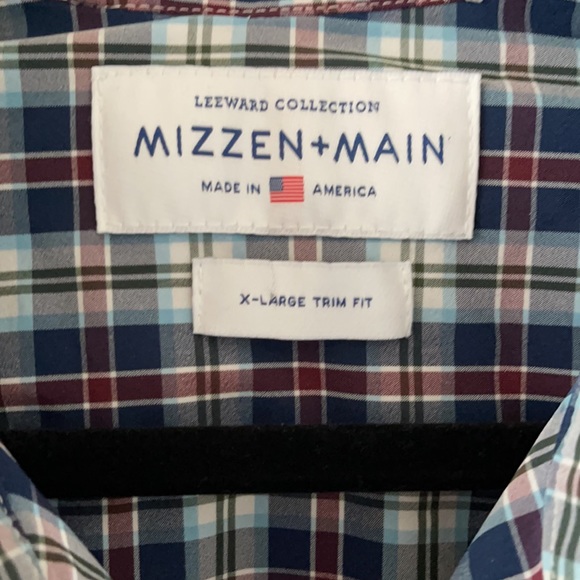 LEEWARD COLLECTION
MIZZEN+MAIN
MADE IN AMERICA
X-LARGE TRIM FIT